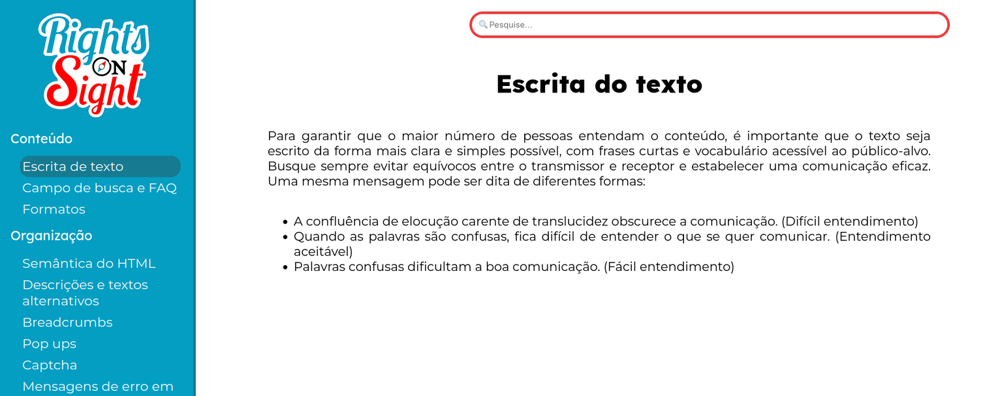 Rights
ON
Sight
Conteúdo
Escrita de texto
Campo de busca e FAQ
Formatos
Organização
Semântica do HTML
Descrições e textos
alternativos
Breadcrumbs
Pop ups
Captcha
Mensagens de erro em
Pesquise...
Escrita do texto
Para garantir que o maior número de pessoas entendam o conteúdo, é importante que o texto seja
escrito da forma mais clara e simples possível, com frases curtas e vocabulário acessível ao público-alvo.
Busque sempre evitar equívocos entre o transmissor e receptor e estabelecer uma comunicação eficaz.
Uma mesma mensagem pode ser dita de diferentes formas:
• A confluência de elocução carente de translucidez obscurece a comunicação. (Difícil entendimento)
• Quando as palavras são confusas, fica difícil de entender o que se quer comunicar. (Entendimento
aceitável)
• Palavras confusas dificultam a boa comunicação. (Fácil entendimento)